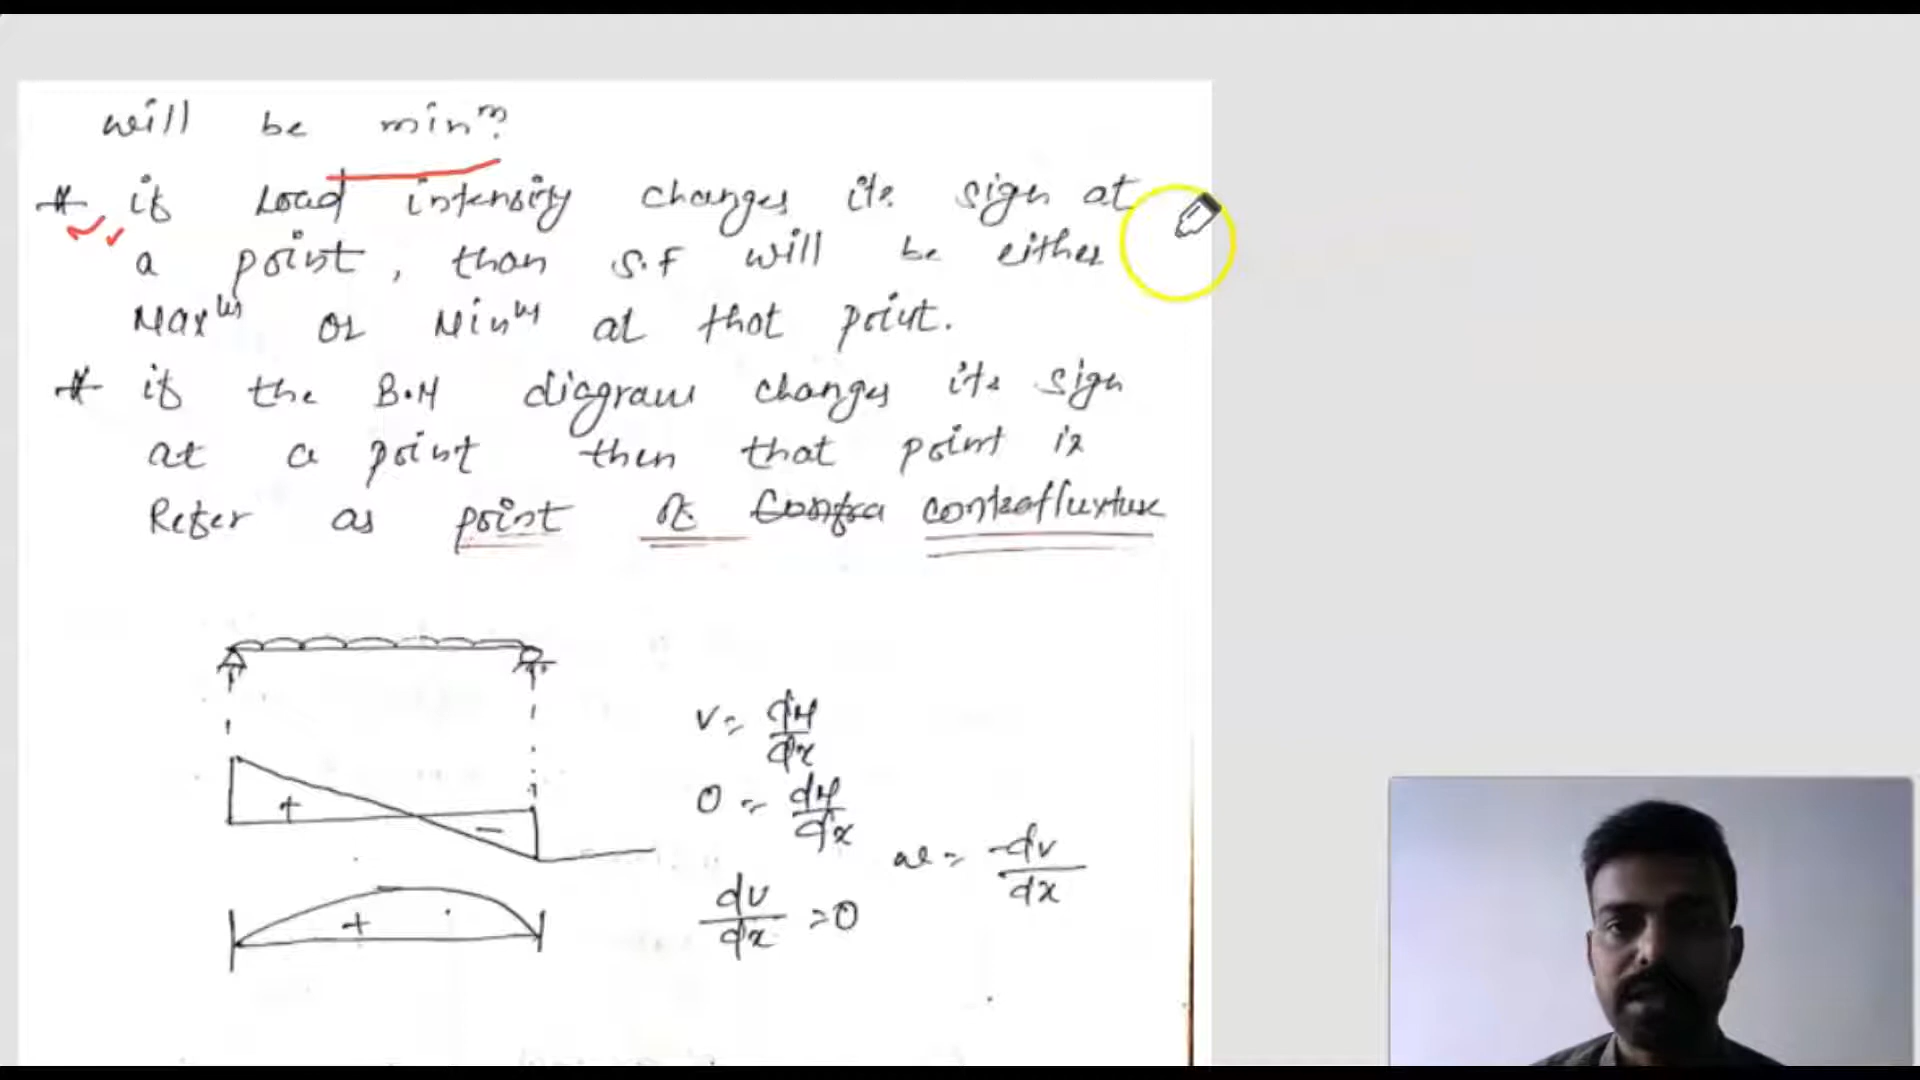 will be min^m.
* if Load intensity changes its sign at
a point, than S.F will be either
Max^m or Min^m at that point.
* if the B.M diagram changes its sign
at a point then that point is
Refer as point of Contra contrafluxture
V = dM/dx
0 = dM/dx
w = -dv/dx
dV/dx = 0
+
-
+